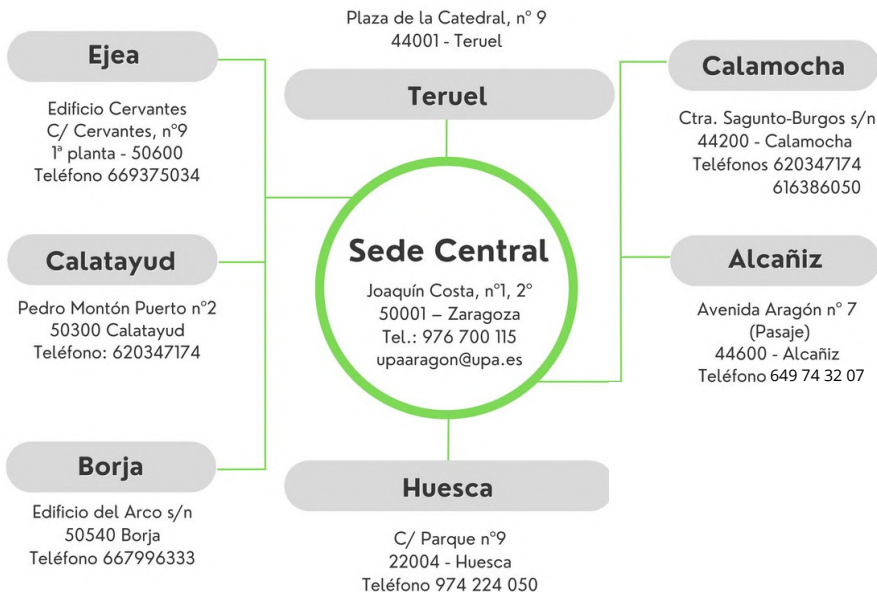 Ejea
Edificio Cervantes
C/ Cervantes, nº9
1ª planta - 50600
Teléfono 669375034
Calatayud
Pedro Montón Puerto nº2
50300 Calatayud
Teléfono: 620347174
Borja
Edificio del Arco s/n
50540 Borja
Teléfono 667996333
Plaza de la Catedral, nº 9
44001 - Teruel
Teruel
Sede Central
Joaquín Costa, nº1, 2º
50001 – Zaragoza
Tel.: 976 700 115
upaaragon@upa.es
Huesca
C/ Parque nº9
22004 - Huesca
Teléfono 974 224 050
Calamocha
Ctra. Sagunto-Burgos s/n
44200 - Calamocha
Teléfonos 620347174
616386050
Alcañiz
Avenida Aragón nº 7
(Pasaje)
44600 - Alcañiz
Teléfono 649 74 32 07